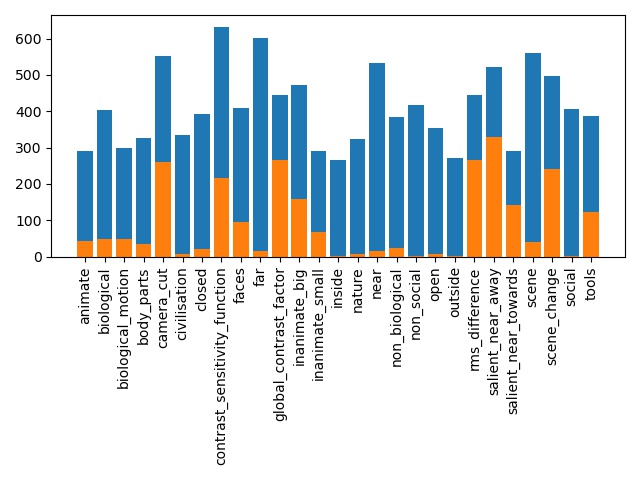 600
500
400
300
200
100
0
animate
biological
biological_motion
body_parts
camera_cut
civilisation
closed
contrast_sensitivity_function
faces
far
global_contrast_factor
inanimate_big
inanimate_small
inside
nature
near
non_biological
non_social
open
outside
rms_difference
salient_near_away
salient_near_towards
scene
scene_change
social
tools